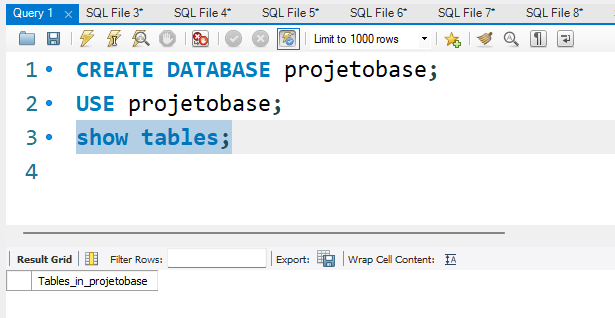 Query 1 SQL File 3* SQL File 4* SQL File 5* SQL File 6* SQL File 7* SQL File 8*
Limit to 1000 rows
1 CREATE DATABASE projetobase;
2 USE projetobase;
3 show tables;
4
Result Grid Filter Rows: Export: Wrap Cell Content:
Tables_in_projetobase